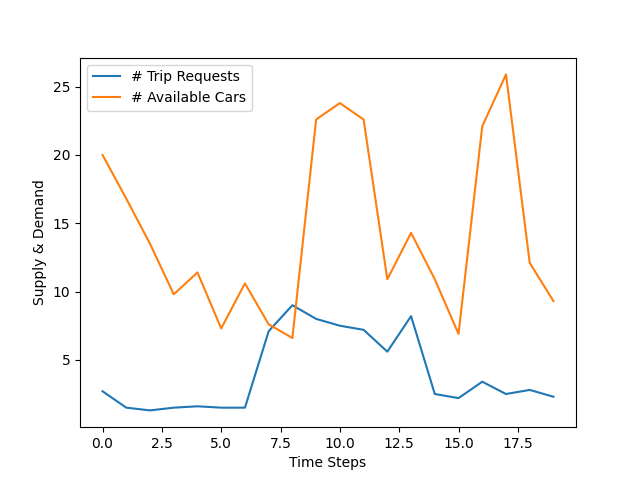 # Trip Requests
# Available Cars
25
20
15
10
5
Supply & Demand
0.0 2.5 5.0 7.5 10.0 12.5 15.0 17.5
Time Steps